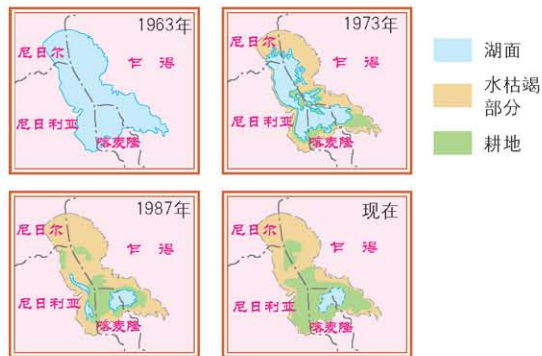 1963年
尼日尔
乍得
尼日利亚
喀麦隆
1973年
尼日尔
乍得
尼日利亚
喀麦隆
湖面
水枯竭
部分
耕地
1987年
尼日尔
乍得
尼日利亚
喀麦隆
现在
尼日尔
乍得
尼日利亚
喀麦隆